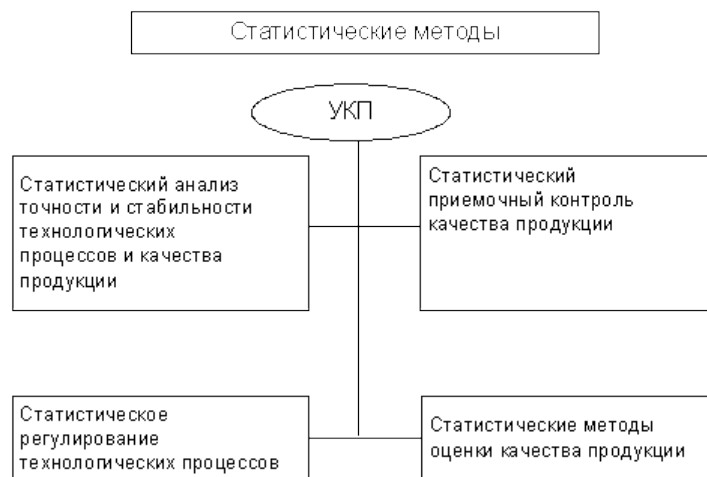 Статистические методы
УКП
Статистический анализ
точности и стабильности
технологических
процессов и качества
продукции
Статистический
приемочный контроль
качества продукции
Статистическое
регулирование
технологических процессов
Статистические методы
оценки качества продукции